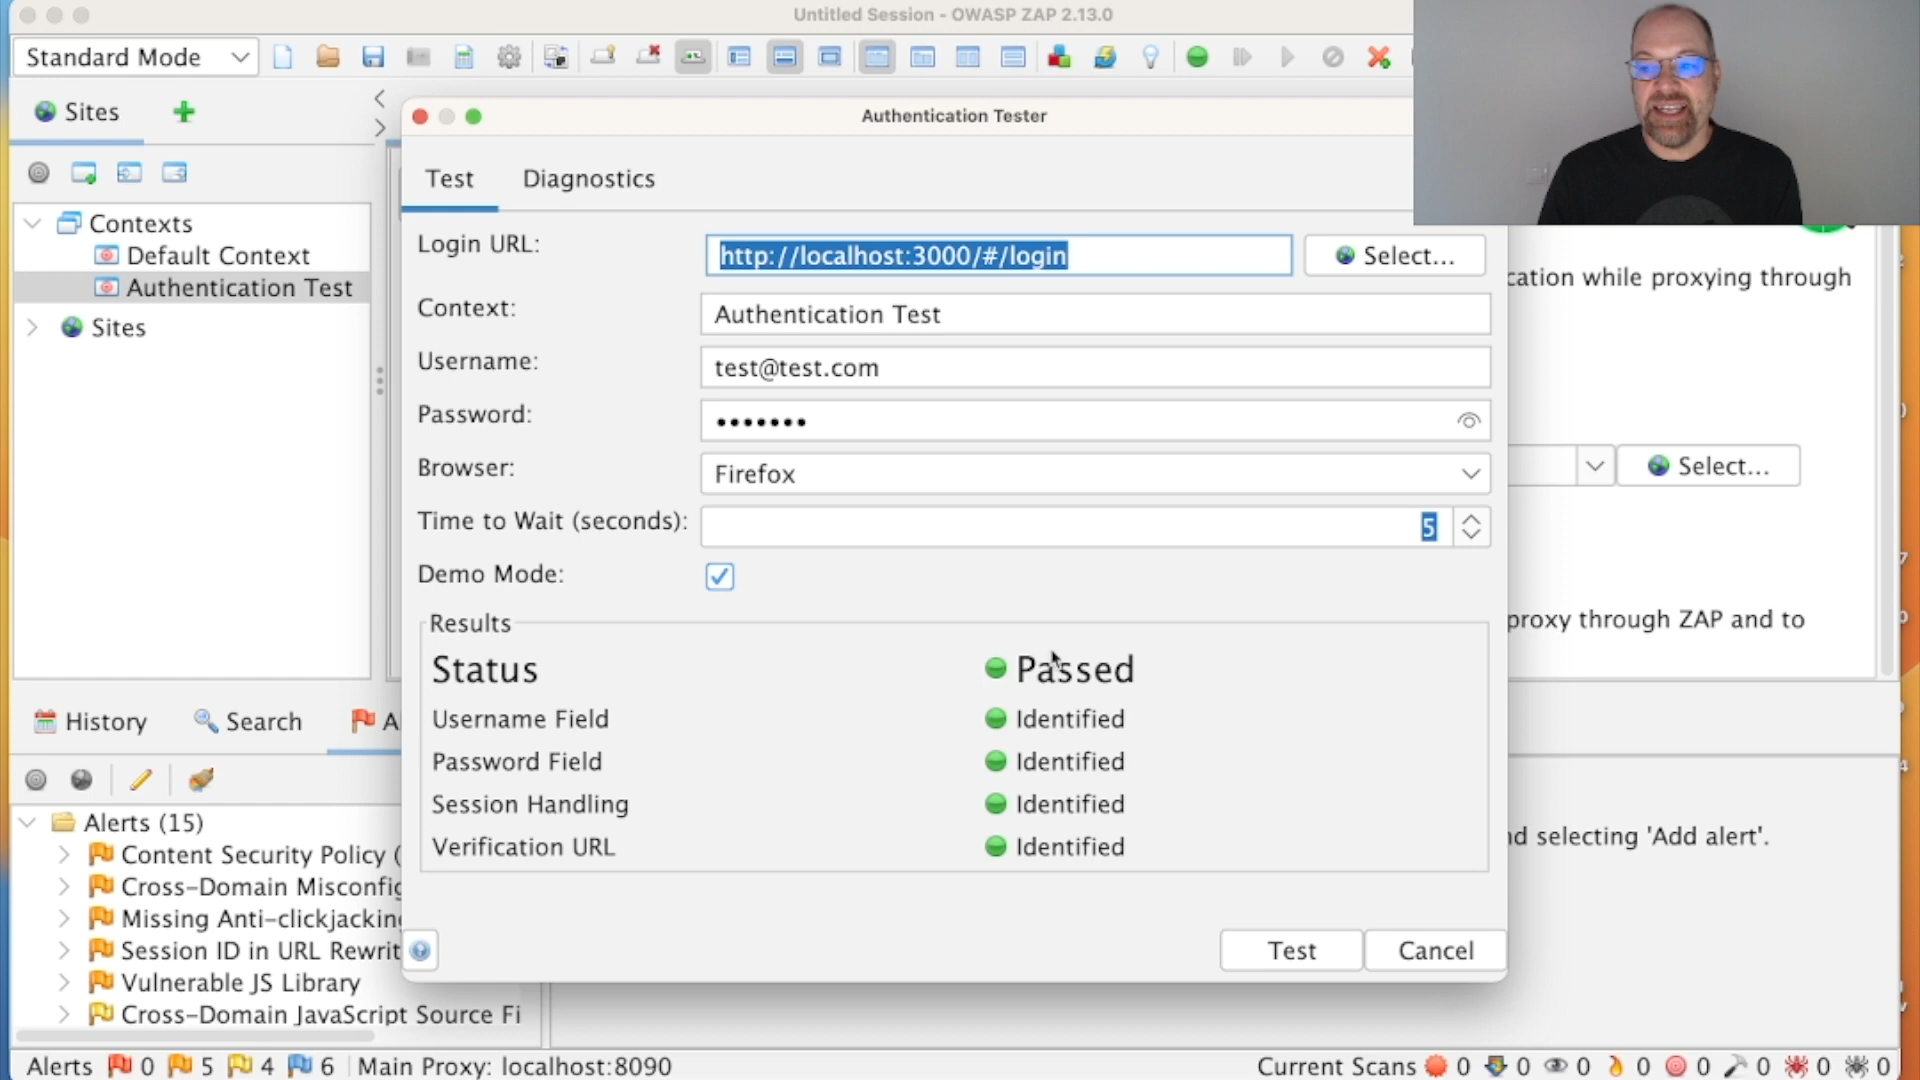 Untitled Session - OWASP ZAP 2.13.0
Standard Mode
Sites
Authentication Tester
Test Diagnostics
Contexts
Default Context
Authentication Test
Sites
Login URL: http://localhost:3000/#/login Select...
Context: Authentication Test
Username: test@test.com
Password: •••••••
Browser: Firefox
Time to Wait (seconds): 5
Demo Mode:
Results
Status Passed
Username Field Identified
Password Field Identified
Session Handling Identified
Verification URL Identified
Test Cancel
while proxying through
Select...
proxy through ZAP and to
selecting 'Add alert'.
History Search
Alerts (15)
Content Security Policy (
Cross-Domain
Missing Anti-clickjacking
Session ID in URL
Vulnerable JS Library
Cross-Domain JavaScript Source
Alerts 0 5 4 6 Main Proxy: localhost:8090
Current Scans 0 0 0 0 0 0 0 0